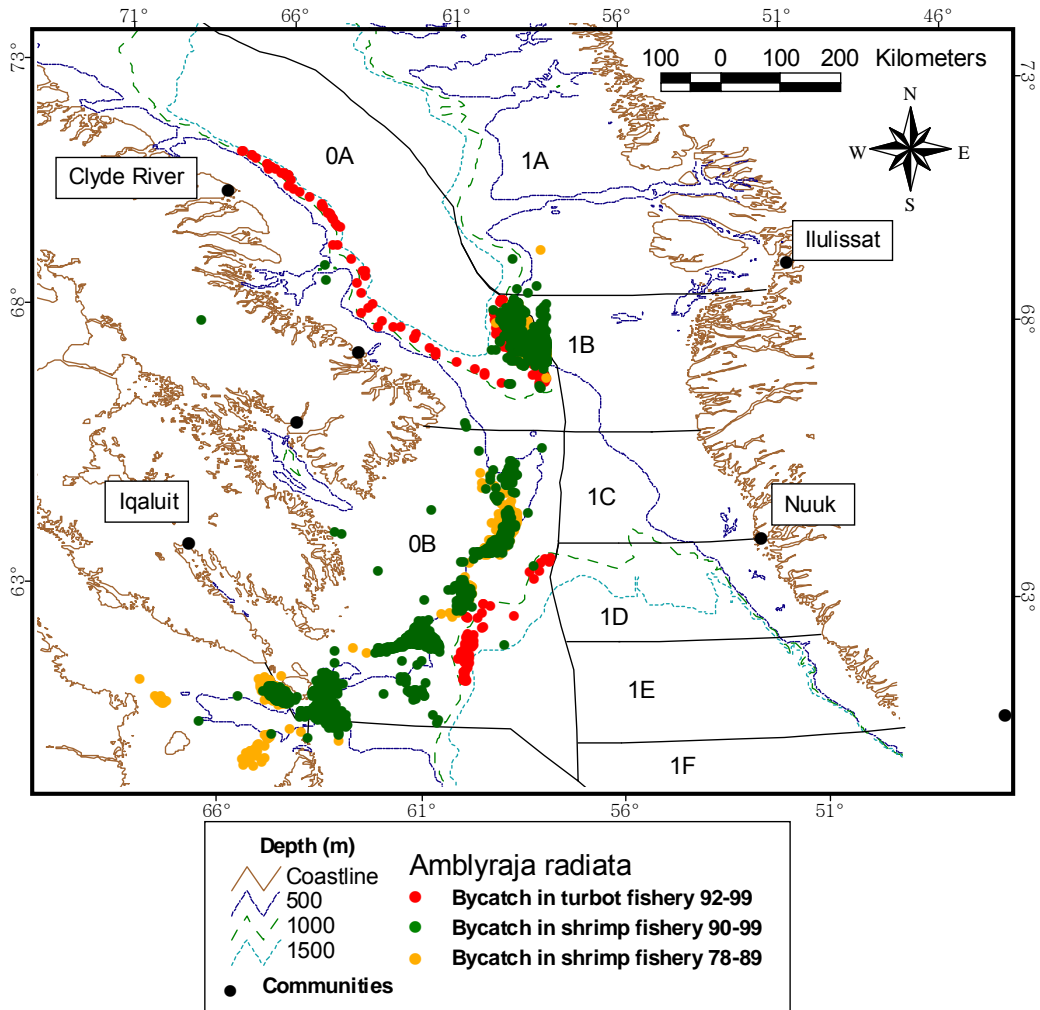 71° 66° 61° 56° 51° 46°
73° 73°
100 0 100 200 Kilometers
N
W E
S
0A 1A
Clyde River
Ilulissat
68° 68°
1B
1C
Iqaluit Nuuk
0B
63° 63°
1D
1E
1F
66° 61° 56° 51°
Depth (m)
Coastline
500
1000
1500
Communities
Amblyraja radiata
Bycatch in turbot fishery 92-99
Bycatch in shrimp fishery 90-99
Bycatch in shrimp fishery 78-89